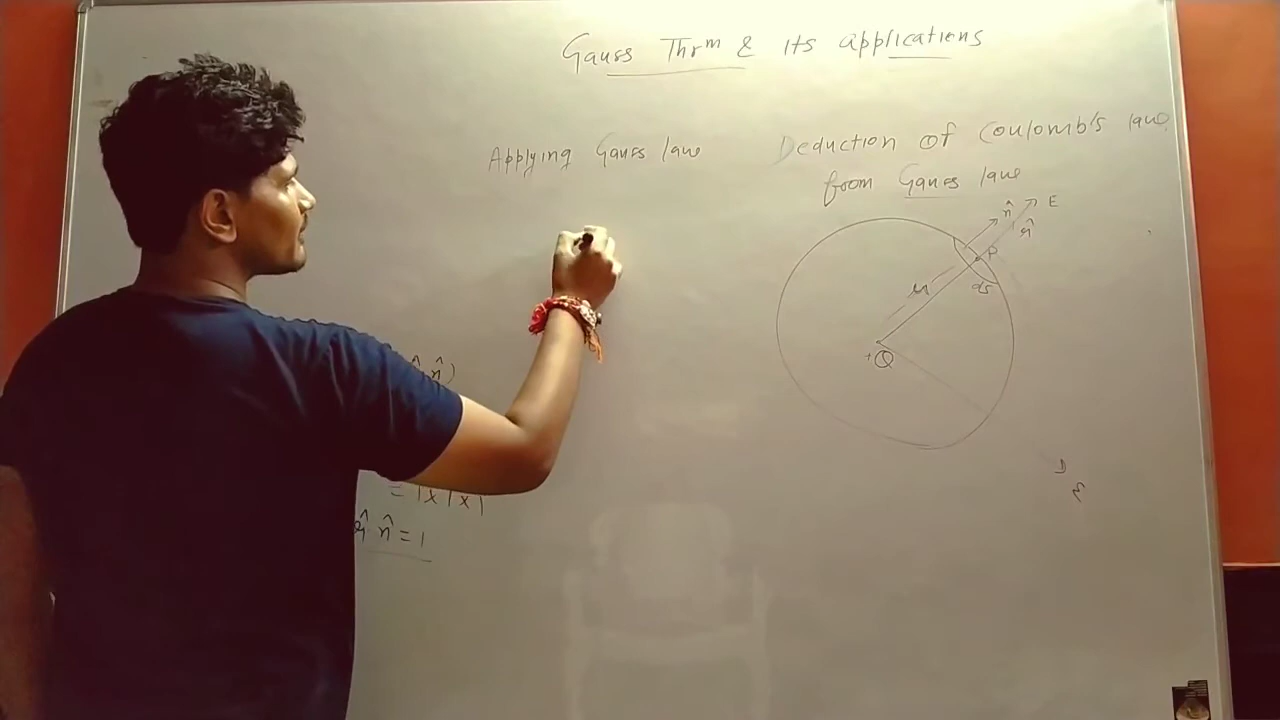 Gauss Thrm & its applications
Applying Gauss law
Deduction of Coulomb's law
from Gauss law
n̂
E
r̂
P
r
ds
+Q
n̂)
= 1×1×1
r̂·n̂ = 1
D